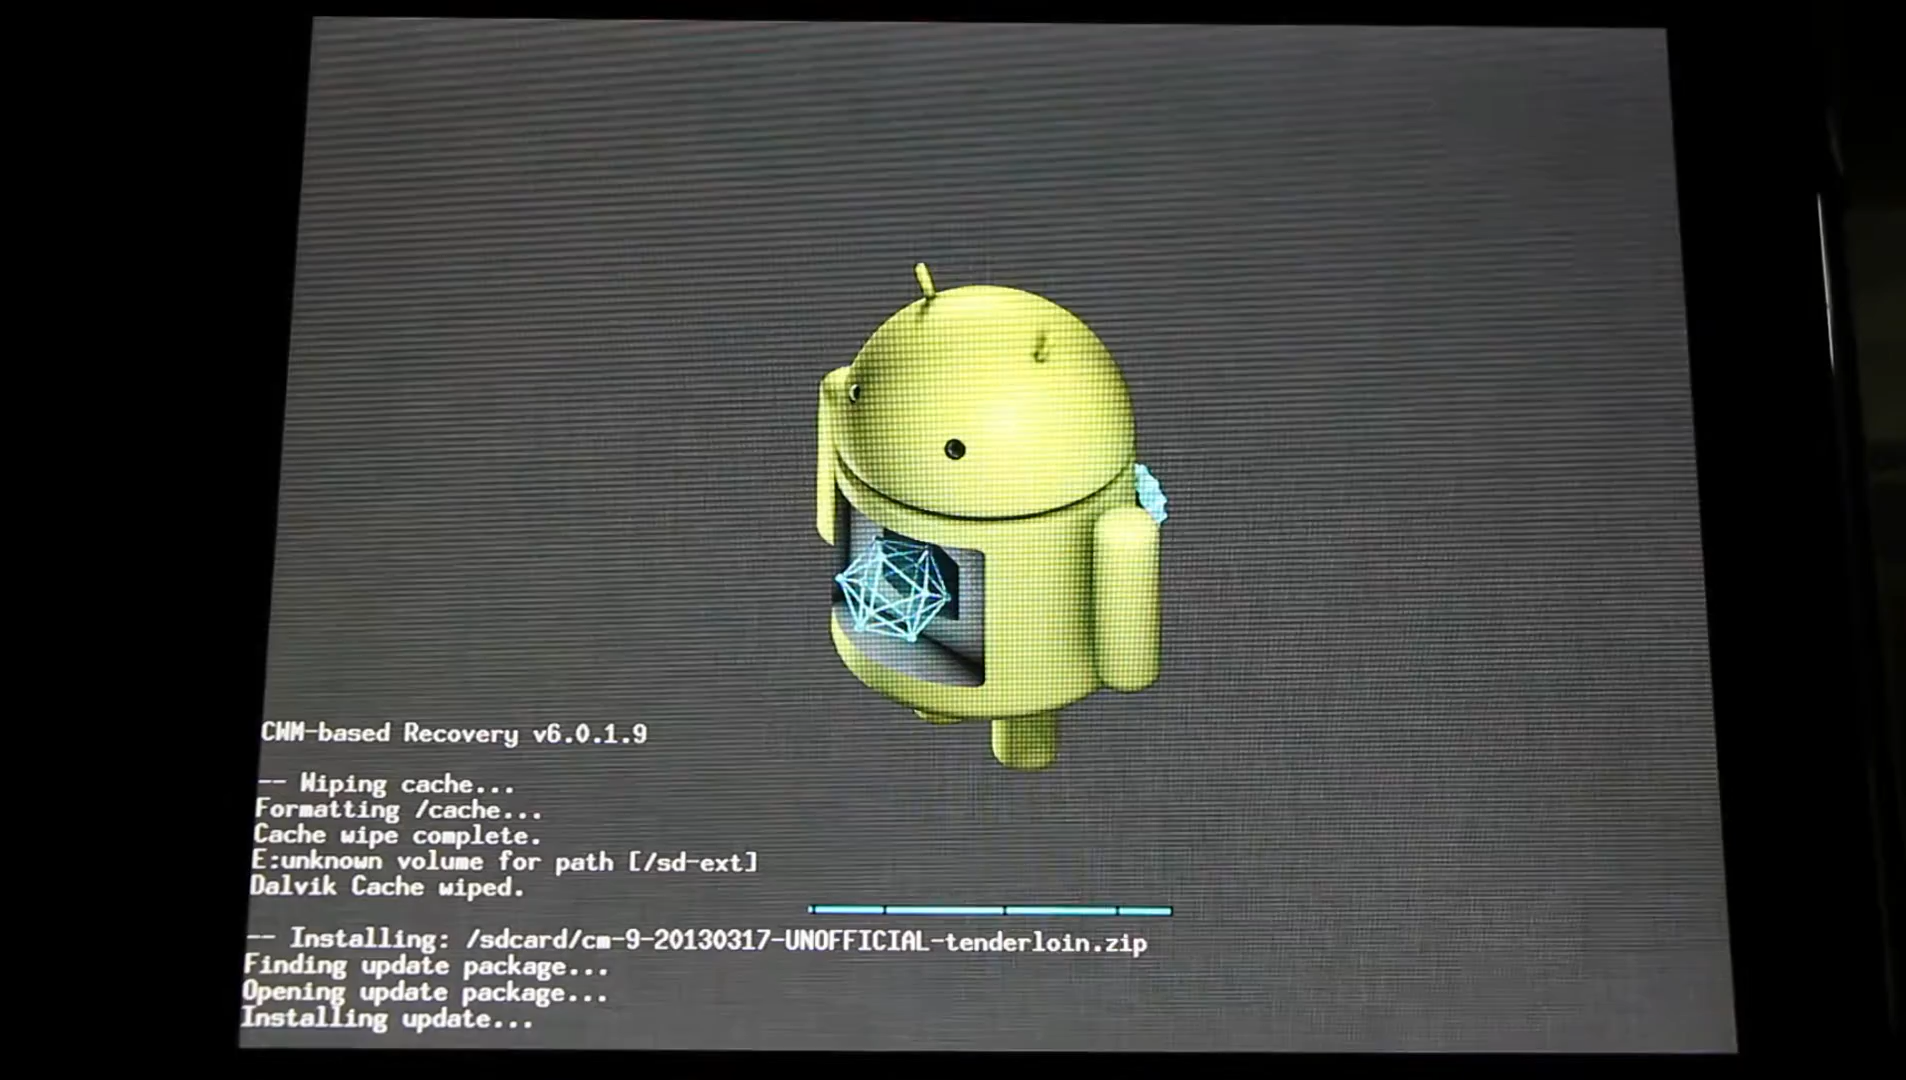 CWM-based Recovery v6.0.1.9
-- Wiping cache...
Formatting /cache...
Cache wipe complete.
E:unknown volume for path [/sd-ext]
Dalvik Cache wiped.
-- Installing: /sdcard/cm-9-20130317-UNOFFICIAL-tenderloin.zip
Finding update package...
Opening update package...
Installing update...